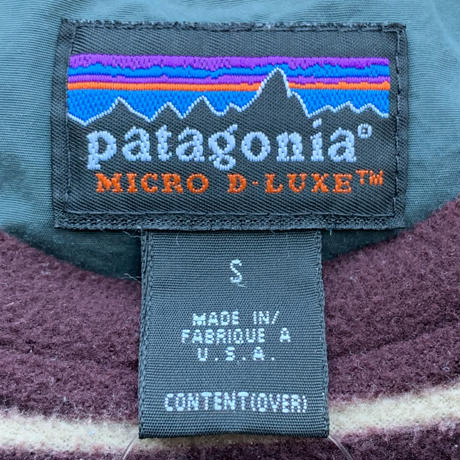 patagonia®
MICRO D-LUXE™
S
MADE IN/
FABRIQUE A
U.S.A.
CONTENT(OVER)